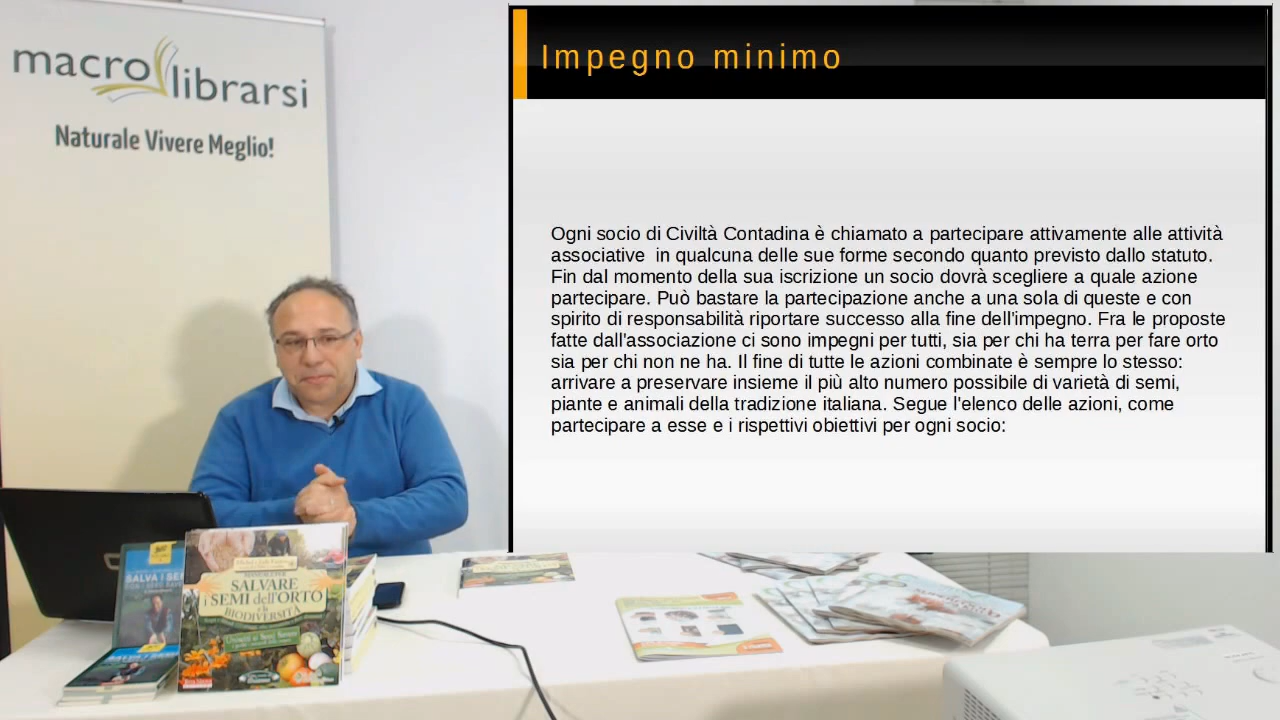 macrolibrarsi
Naturale Vivere Meglio!
Impegno minimo
Ogni socio di Civiltà Contadina è chiamato a partecipare attivamente alle attività
associative in qualcuna delle sue forme secondo quanto previsto dallo statuto.
Fin dal momento della sua iscrizione un socio dovrà scegliere a quale azione
partecipare. Può bastare la partecipazione anche a una sola di queste e con
spirito di responsabilità riportare successo alla fine dell'impegno. Fra le proposte
fatte dall'associazione ci sono impegni per tutti, sia per chi ha terra per fare orto
sia per chi non ne ha. Il fine di tutte le azioni combinate è sempre lo stesso:
arrivare a preservare insieme il più alto numero possibile di varietà di semi,
piante e animali della tradizione italiana. Segue l'elenco delle azioni, come
partecipare a esse e i rispettivi obiettivi per ogni socio:
SALVA I SEMI
SALVARE
i SEMI dell'ORTO
e la
BIODIVERSITÀ